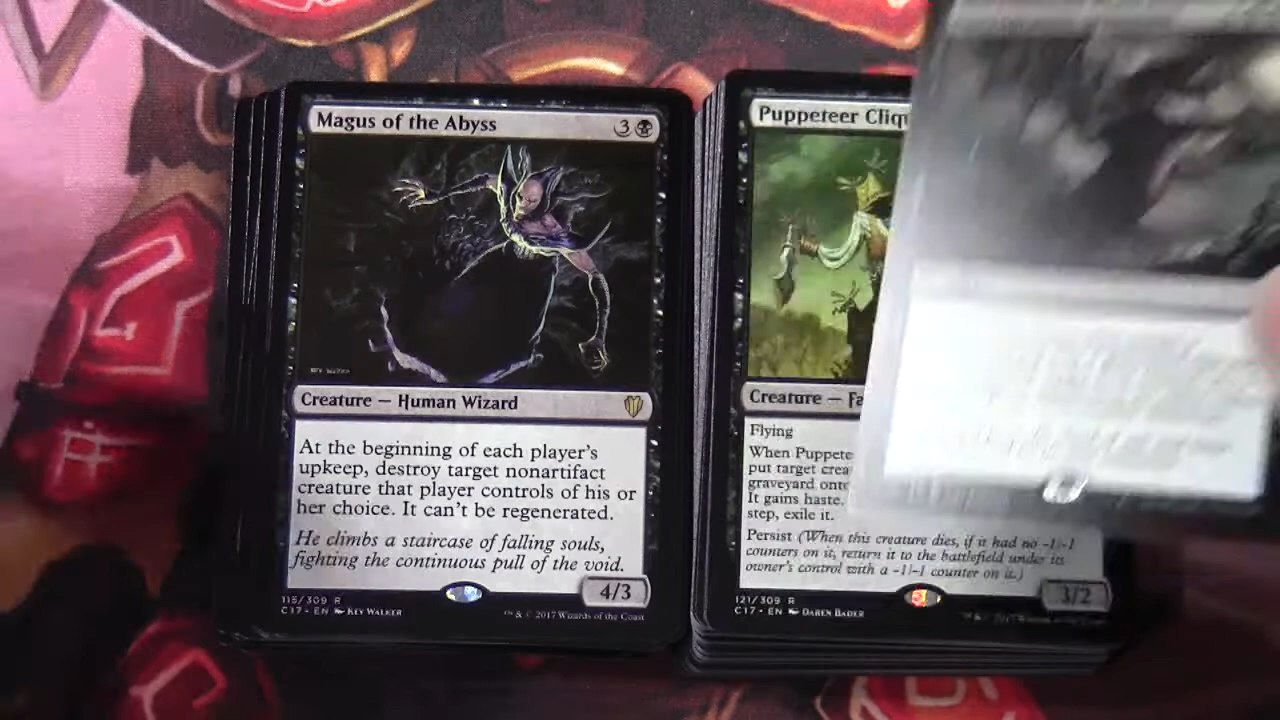 Magus of the Abyss 3
Creature — Human Wizard
At the beginning of each player's
upkeep, destroy target nonartifact
creature that player controls of his or
her choice. It can't be regenerated.
He climbs a staircase of falling souls,
fighting the continuous pull of the void.
4/3
115/309 R
C17 • EN Kev Walker
™ & © 2017 Wizards of the Coast
Puppeteer Cliq
Creature — Fa
Flying
When Puppete
put target crea
graveyard onto
It gains haste.
step, exile it.
Persist (When this creature dies, if it had no -1/-1
counters on it, return it to the battlefield under its
owner's control with a -1/-1 counter on it.)
3/2
121/309 R
C17 • EN Daren Bader